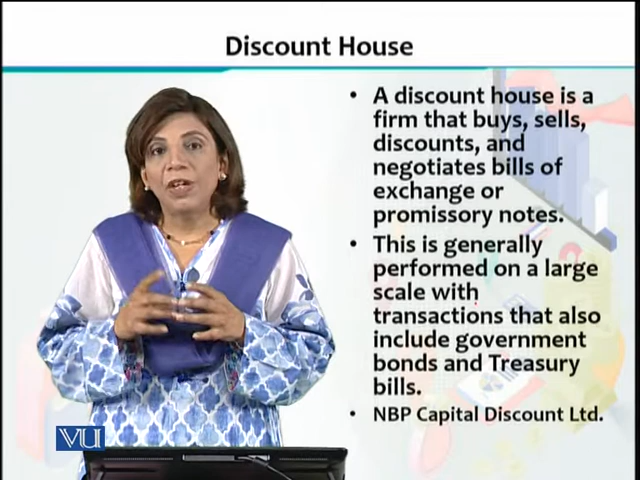 Discount House
• A discount house is a
firm that buys, sells,
discounts, and
negotiates bills of
exchange or
promissory notes.
• This is generally
performed on a large
scale with
transactions that also
include government
bonds and Treasury
bills.
• NBP Capital Discount Ltd.
VU